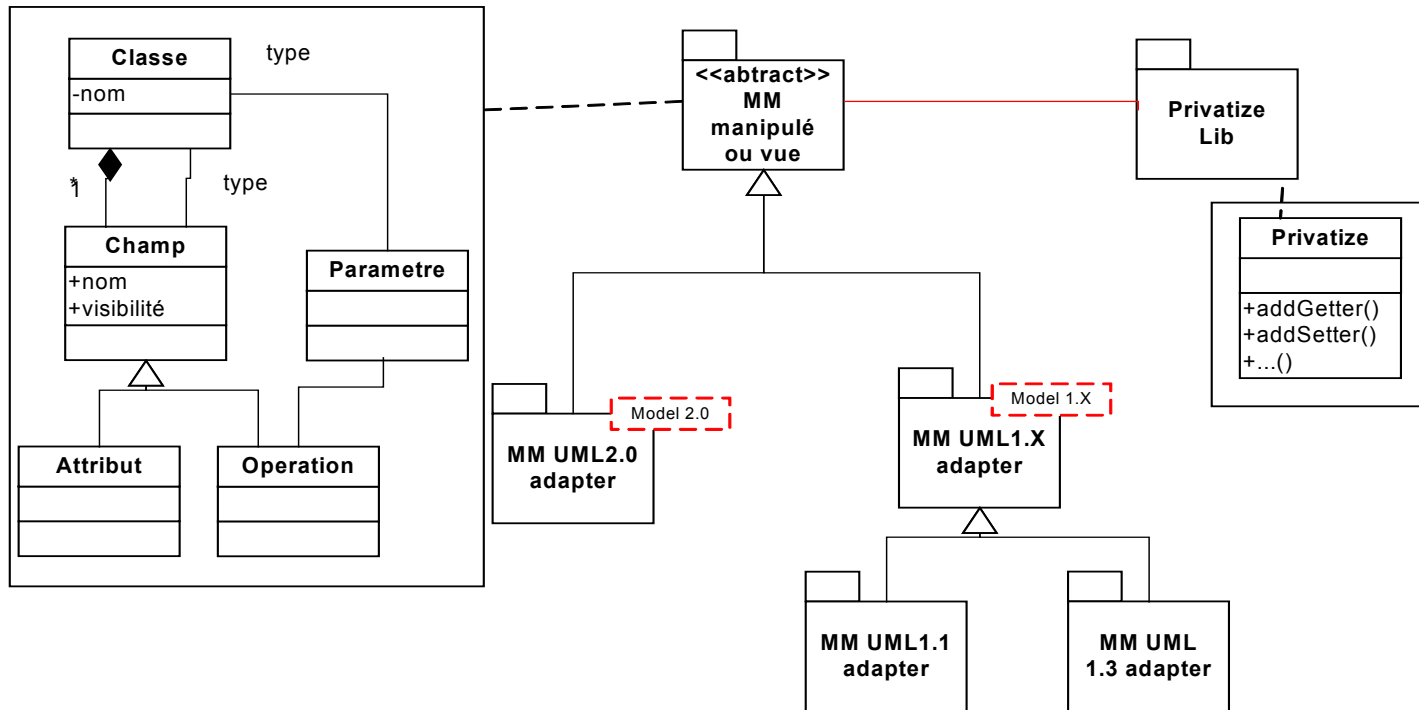 Classe
-nom
type
*
1
type
Champ
+nom
+visibilité
Parametre
Attribut
Operation
<<abtract>>
MM
manipulé
ou vue
Privatize
Lib
Privatize
+addGetter()
+addSetter()
+...()
Model 2.0
MM UML2.0
adapter
Model 1.X
MM UML1.X
adapter
MM UML1.1
adapter
MM UML
1.3 adapter